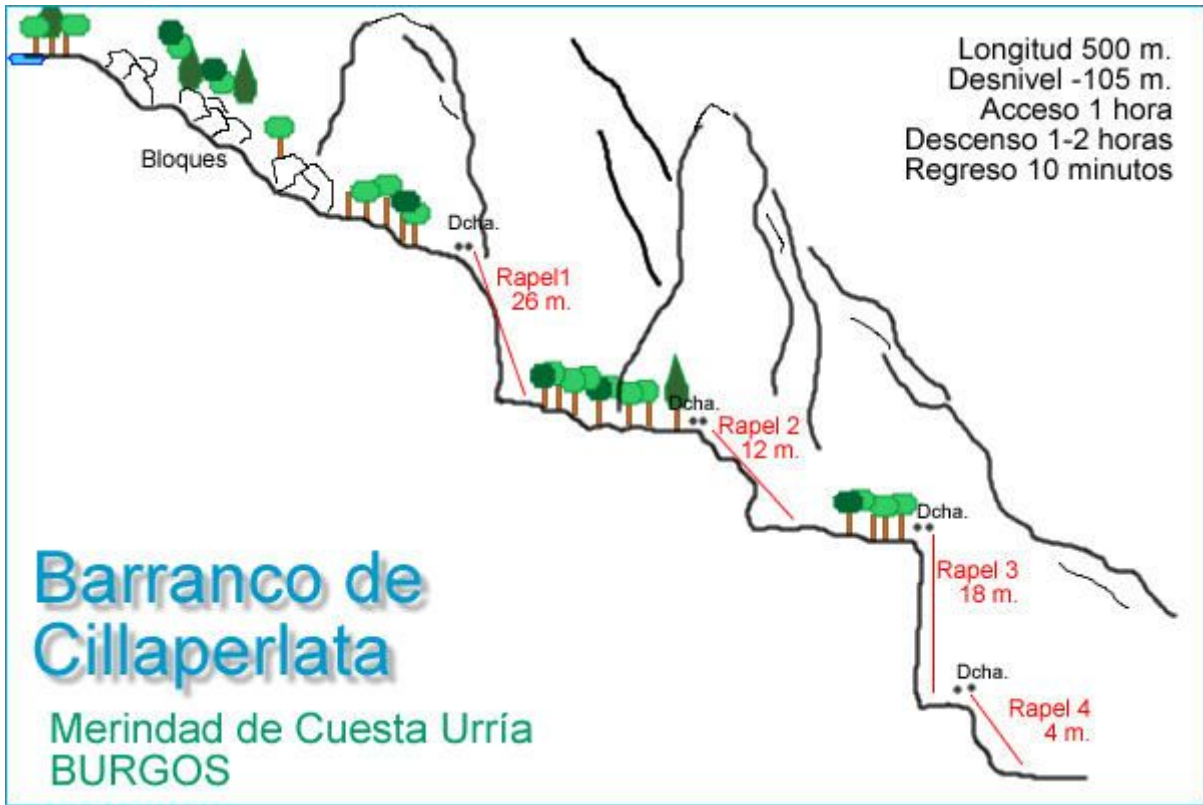 Longitud 500 m.
Desnivel -105 m.
Acceso 1 hora
Descenso 1-2 horas
Regreso 10 minutos
Bloques
Dcha.
Rapel1
26 m.
Dcha.
Rapel 2
12 m.
Dcha.
Rapel 3
18 m.
Dcha.
Rapel 4
4 m.
Barranco de
Cillaperlata
Merindad de Cuesta Urría
BURGOS